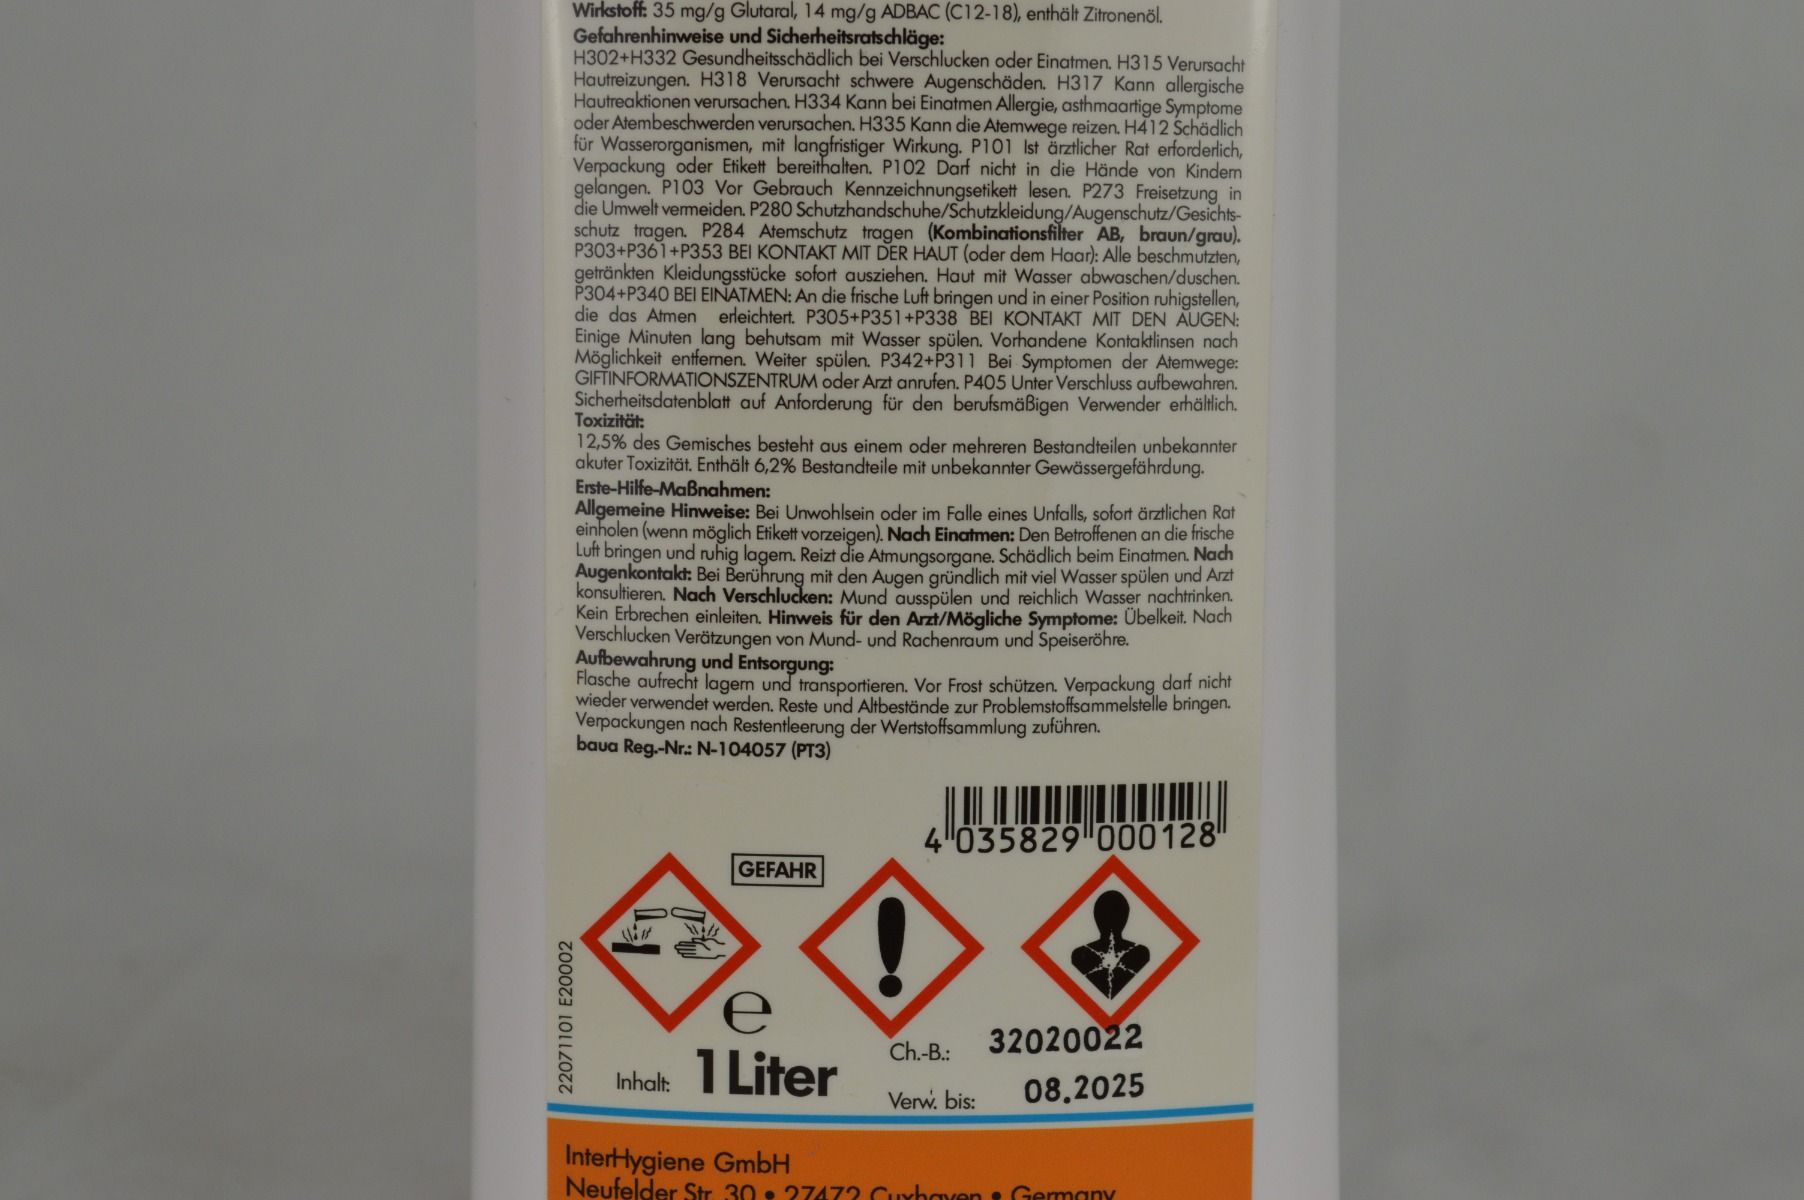 Wirkstoff: 35 mg/g Glutaral, 14 mg/g ADBAC (C12-18), enthält Zitronenöl.
Gefahrenhinweise und Sicherheitsratschläge:
H302+H332 Gesundheitsschädlich bei Verschlucken oder Einatmen. H315 Verursacht
Hautreizungen. H318 Verursacht schwere Augenschäden. H317 Kann allergische
Hautreaktionen verursachen. H334 Kann bei Einatmen Allergie, asthmaartige Symptome
oder Atembeschwerden verursachen. H335 Kann die Atemwege reizen. H412 Schädlich
für Wasserorganismen, mit langfristiger Wirkung. P101 Ist ärztlicher Rat erforderlich,
Verpackung oder Etikett bereithalten. P102 Darf nicht in die Hände von Kindern
gelangen. P103 Vor Gebrauch Kennzeichnungsetikett lesen. P273 Freisetzung in
die Umwelt vermeiden. P280 Schutzhandschuhe/Schutzkleidung/Augenschutz/Gesichts-
schutz tragen. P284 Atemschutz tragen (Kombinationsfilter AB, braun/grau).
P303+P361+P353 BEI KONTAKT MIT DER HAUT (oder dem Haar): Alle beschmutzten,
getränkten Kleidungsstücke sofort ausziehen. Haut mit Wasser abwaschen/duschen.
P304+P340 BEI EINATMEN: An die frische Luft bringen und in einer Position ruhigstellen,
die das Atmen erleichtert. P305+P351+P338 BEI KONTAKT MIT DEN AUGEN:
Einige Minuten lang behutsam mit Wasser spülen. Vorhandene Kontaktlinsen nach
Möglichkeit entfernen. Weiter spülen. P342+P311 Bei Symptomen der Atemwege:
GIFTINFORMATIONSZENTRUM oder Arzt anrufen. P405 Unter Verschluss aufbewahren.
Sicherheitsdatenblatt auf Anforderung für den berufsmäßigen Verwender erhältlich.
Toxizität:
12,5% des Gemisches besteht aus einem oder mehreren Bestandteilen unbekannter
akuter Toxizität. Enthält 6,2% Bestandteile mit unbekannter Gewässergefährdung.
Erste-Hilfe-Maßnahmen:
Allgemeine Hinweise: Bei Unwohlsein oder im Falle eines Unfalls, sofort ärztlichen Rat
einholen (wenn möglich Etikett vorzeigen). Nach Einatmen: Den Betroffenen an die frische
Luft bringen und ruhig lagern. Reizt die Atmungsorgane. Schädlich beim Einatmen. Nach
Augenkontakt: Bei Berührung mit den Augen gründlich mit viel Wasser spülen und Arzt
konsultieren. Nach Verschlucken: Mund ausspülen und reichlich Wasser nachtrinken.
Kein Erbrechen einleiten. Hinweis für den Arzt/Mögliche Symptome: Übelkeit. Nach
Verschlucken Verätzungen von Mund- und Rachenraum und Speiseröhre.
Aufbewahrung und Entsorgung:
Flasche aufrecht lagern und transportieren. Vor Frost schützen. Verpackung darf nicht
wieder verwendet werden. Reste und Altbestände zur Problemstoffsammelstelle bringen.
Verpackungen nach Restentleerung der Wertstoffsammlung zuführen.
baua Reg.-Nr.: N-104057 (PT3)
4 035829 000128
GEFAHR
22071101 E20002
e
Inhalt: 1 Liter
Ch.-B.: 32020022
Verw. bis: 08.2025
InterHygiene GmbH
Neufelder Str. 30 • 27472 Cuxhaven • Germany